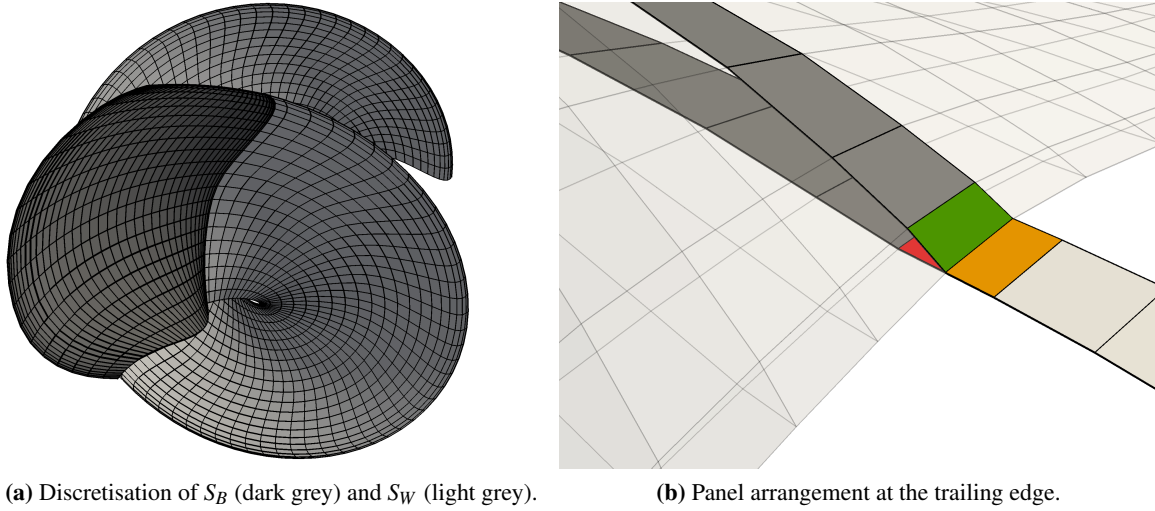 (a) Discretisation of S_B (dark grey) and S_W (light grey).
(b) Panel arrangement at the trailing edge.